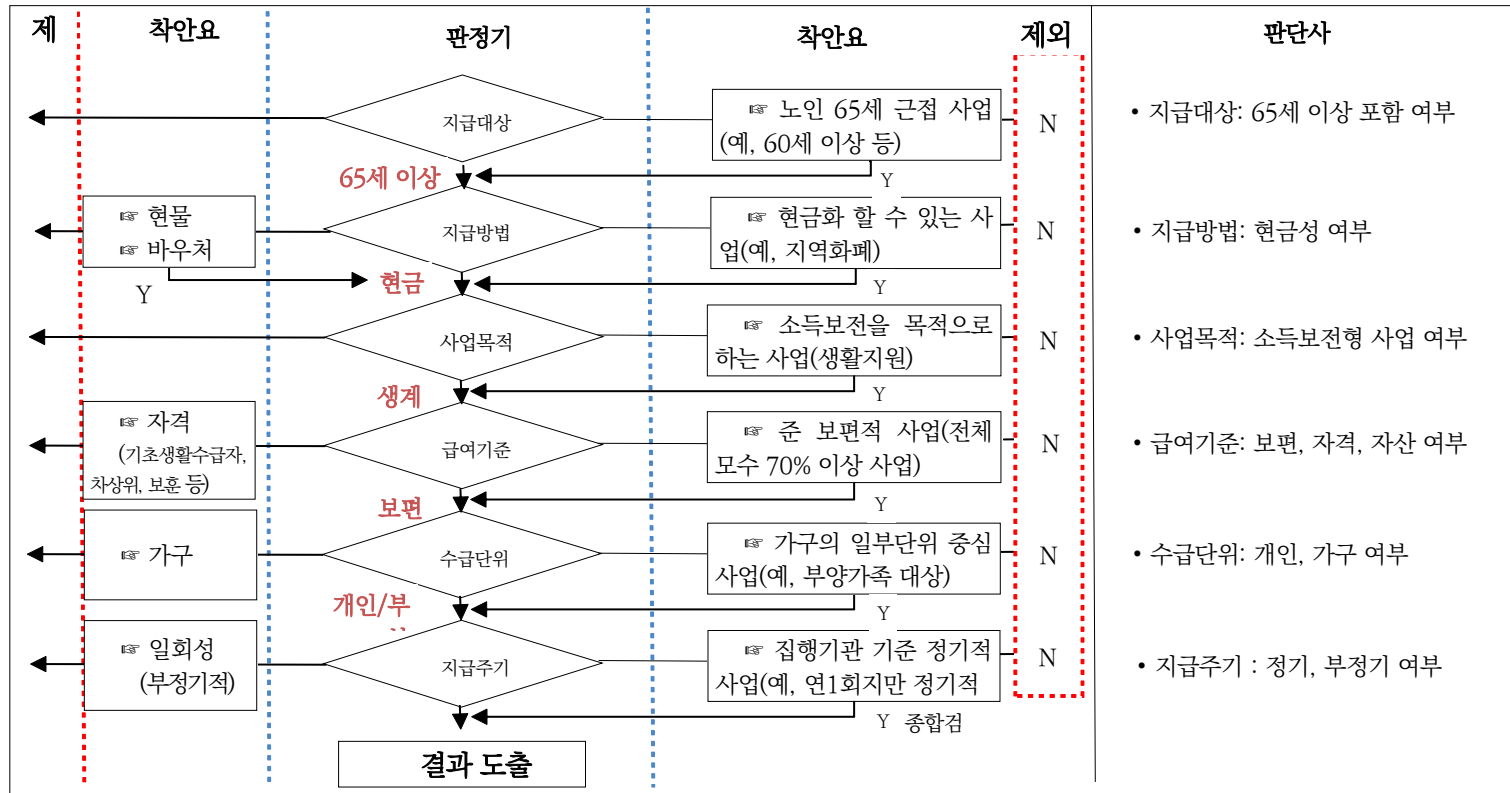 제
착안요
판정기
착안요
제외
판단사
지급대상
☞ 노인 65세 근접 사업
(예, 60세 이상 등)
N
• 지급대상: 65세 이상 포함 여부
65세 이상
Y
☞ 현물
☞ 바우처
지급방법
☞ 현금화 할 수 있는 사
업(예, 지역화폐)
N
• 지급방법: 현금성 여부
Y
현금
Y
사업목적
☞ 소득보전을 목적으로
하는 사업(생활지원)
N
• 사업목적: 소득보전형 사업 여부
생계
Y
☞ 자격
(기초생활수급자,
차상위, 보훈 등)
급여기준
☞ 준 보편적 사업(전체
모수 70% 이상 사업)
N
• 급여기준: 보편, 자격, 자산 여부
보편
Y
☞ 가구
수급단위
☞ 가구의 일부단위 중심
사업(예, 부양가족 대상)
N
• 수급단위: 개인, 가구 여부
개인/부
Y
☞ 일회성
(부정기적)
지급주기
☞ 집행기관 기준 정기적
사업(예, 연1회지만 정기적
N
• 지급주기 : 정기, 부정기 여부
Y 종합검
결과 도출